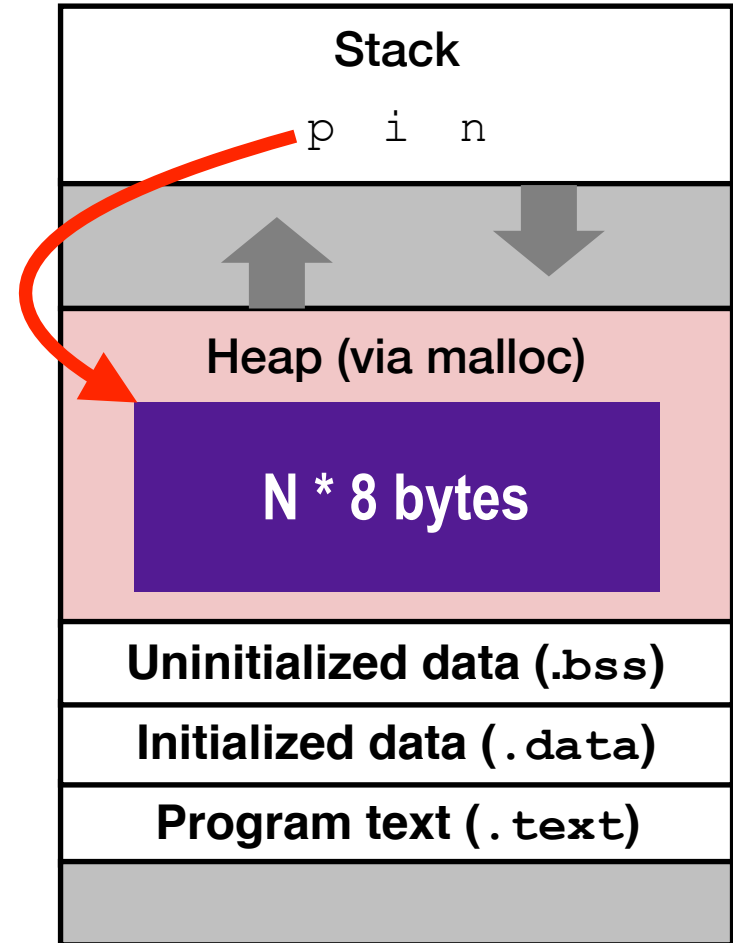 Stack
p i n
Heap (via malloc)
N * 8 bytes
Uninitialized data (.bss)
Initialized data (.data)
Program text (.text)